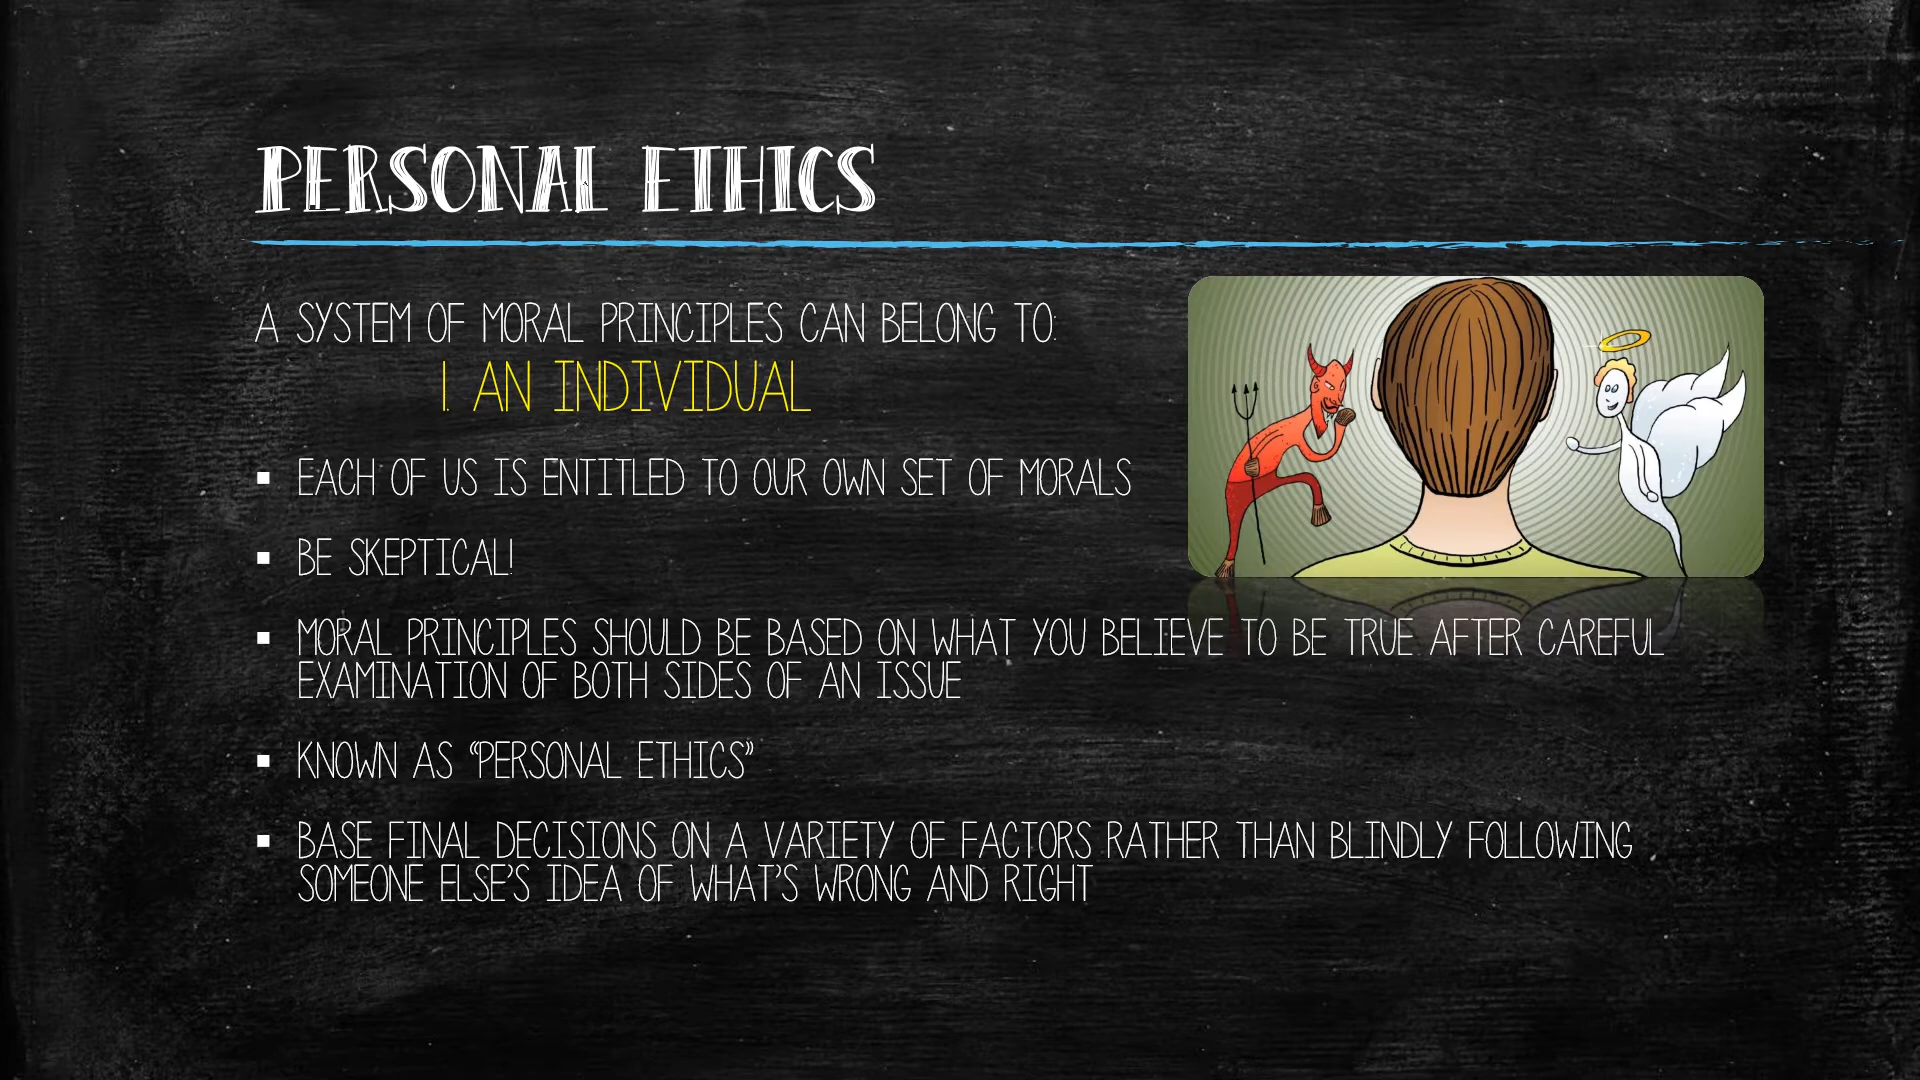 PERSONAL ETHICS
A SYSTEM OF MORAL PRINCIPLES CAN BELONG TO:
1. AN INDIVIDUAL
▪ EACH OF US IS ENTITLED TO OUR OWN SET OF MORALS
▪ BE SKEPTICAL!
▪ MORAL PRINCIPLES SHOULD BE BASED ON WHAT YOU BELIEVE TO BE TRUE AFTER CAREFUL
EXAMINATION OF BOTH SIDES OF AN ISSUE
▪ KNOWN AS “PERSONAL ETHICS”
▪ BASE FINAL DECISIONS ON A VARIETY OF FACTORS RATHER THAN BLINDLY FOLLOWING
SOMEONE ELSE’S IDEA OF WHAT’S WRONG AND RIGHT